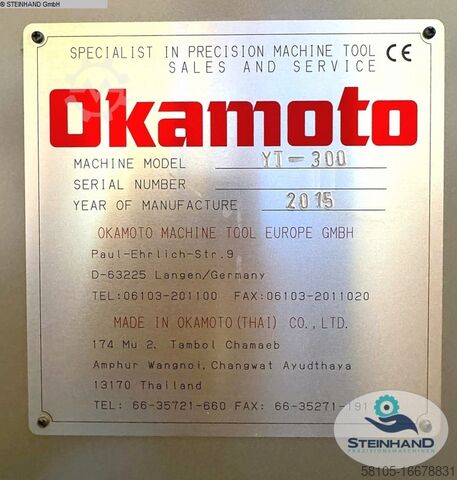 © STEINHAND GmbH
SPECIALIST IN PRECISION MACHINE TOOL CE
SALES AND SERVICE
Okamoto
MACHINE MODEL YT-300
SERIAL NUMBER
YEAR OF MANUFACTURE 2015
OKAMOTO MACHINE TOOL EUROPE GMBH
Paul-Ehrlich-Str.9
D-63225 Langen/Germany
TEL:06103-201100 FAX:06103-2011020
MADE IN OKAMOTO(THAI) CO.,LTD.
174 Mu 2, Tambol Chamaeb
Amphur Wangnoi,Changwat Ayudthaya
13170 Thailand
TEL: 66-35721-660 FAX: 66-35271-191
STEINHAND
PRÄZISIONSMASCHINEN
58105-16678831